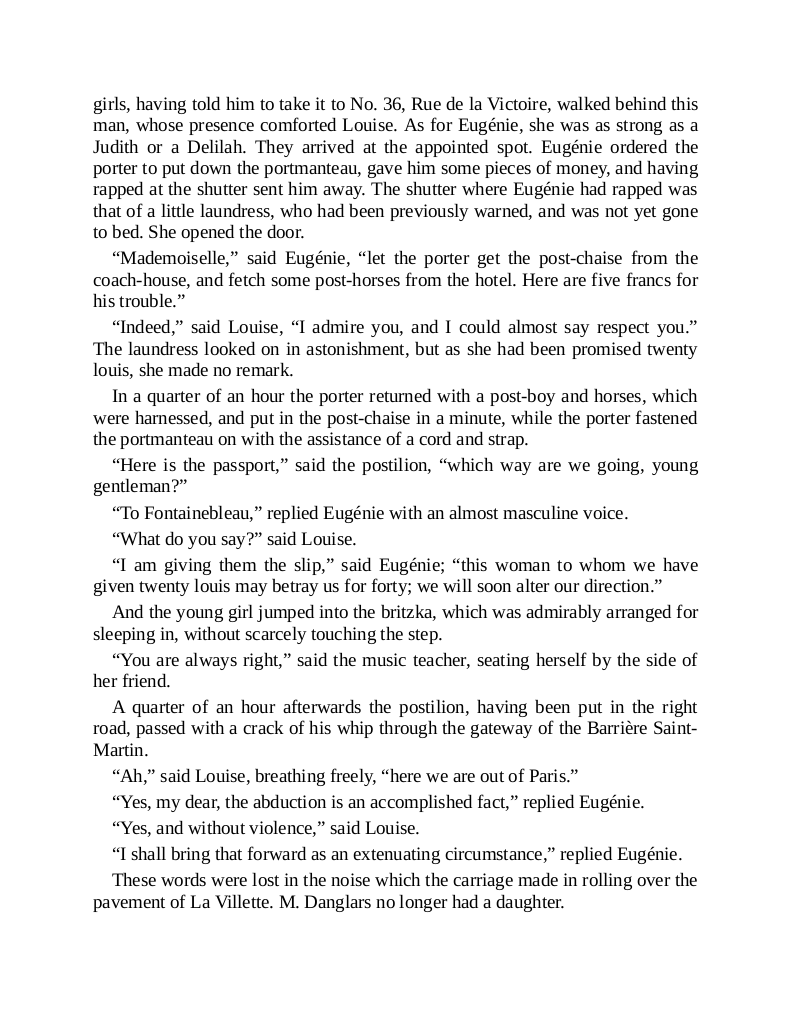 girls, having told him to take it to No. 36, Rue de la Victoire, walked behind this
man, whose presence comforted Louise. As for Eugénie, she was as strong as a
Judith or a Delilah. They arrived at the appointed spot. Eugénie ordered the
porter to put down the portmanteau, gave him some pieces of money, and having
rapped at the shutter sent him away. The shutter where Eugénie had rapped was
that of a little laundress, who had been previously warned, and was not yet gone
to bed. She opened the door.
“Mademoiselle,” said Eugénie, “let the porter get the post-chaise from the
coach-house, and fetch some post-horses from the hotel. Here are five francs for
his trouble.”
“Indeed,” said Louise, “I admire you, and I could almost say respect you.”
The laundress looked on in astonishment, but as she had been promised twenty
louis, she made no remark.
In a quarter of an hour the porter returned with a post-boy and horses, which
were harnessed, and put in the post-chaise in a minute, while the porter fastened
the portmanteau on with the assistance of a cord and strap.
“Here is the passport,” said the postilion, “which way are we going, young
gentleman?”
“To Fontainebleau,” replied Eugénie with an almost masculine voice.
“What do you say?” said Louise.
“I am giving them the slip,” said Eugénie; “this woman to whom we have
given twenty louis may betray us for forty; we will soon alter our direction.”
And the young girl jumped into the britzka, which was admirably arranged for
sleeping in, without scarcely touching the step.
“You are always right,” said the music teacher, seating herself by the side of
her friend.
A quarter of an hour afterwards the postilion, having been put in the right
road, passed with a crack of his whip through the gateway of the Barrière Saint-
Martin.
“Ah,” said Louise, breathing freely, “here we are out of Paris.”
“Yes, my dear, the abduction is an accomplished fact,” replied Eugénie.
“Yes, and without violence,” said Louise.
“I shall bring that forward as an extenuating circumstance,” replied Eugénie.
These words were lost in the noise which the carriage made in rolling over the
pavement of La Villette. M. Danglars no longer had a daughter.